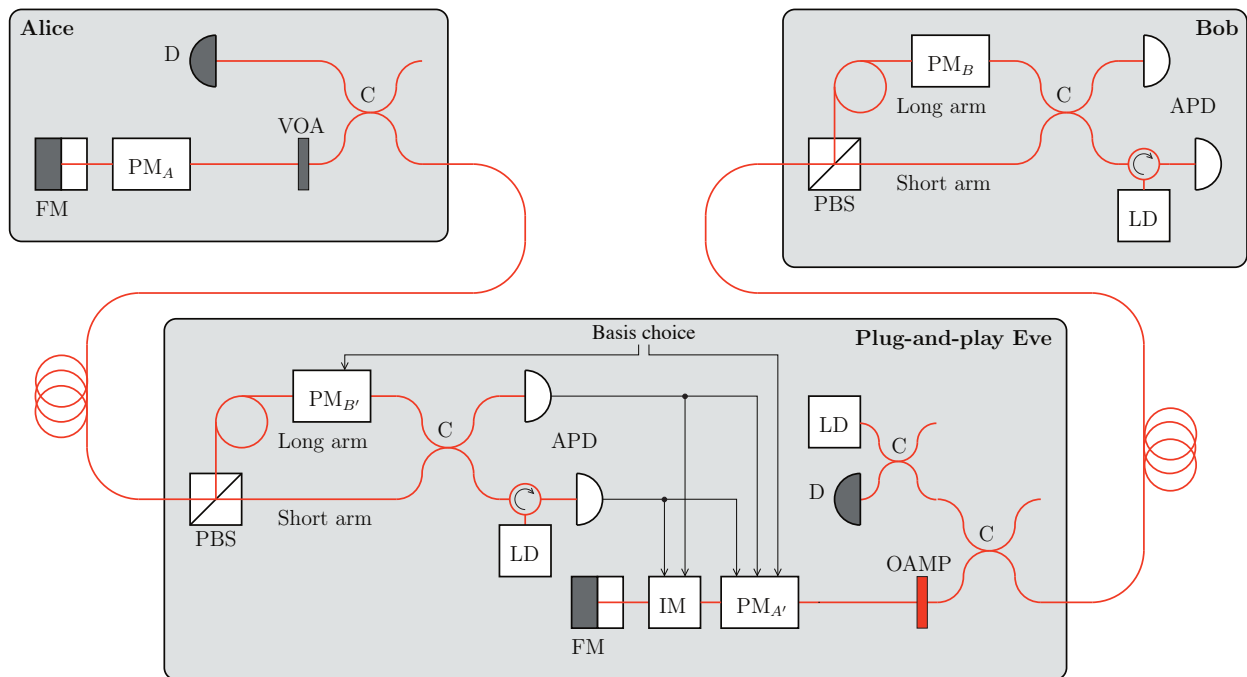 Alice
D
C
VOA
PM_A
FM
Bob
PM_B
C
Long arm
APD
Short arm
PBS
LD
Basis choice
Plug-and-play Eve
PM_B′
C
Long arm
APD
LD
C
D
PBS
Short arm
LD
C
OAMP
IM
PM_A′
FM